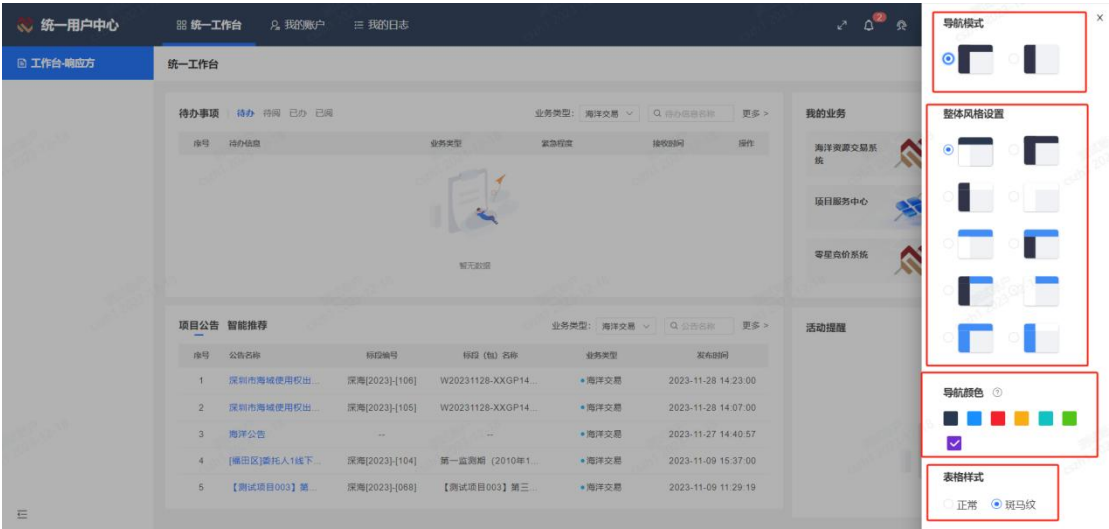 统一用户中心 统一工作台 我的账户 我的日志 2
工作台-响应方
统一工作台
待办事项 待办 待阅 已办 已阅 业务类型: 海洋交易 待办信息名称 更多 >
序号 待办信息 业务类型 紧急程度 接收时间 操作
暂无数据
我的业务
海洋资源交易系
统
项目服务中心
零星竞价系统
项目公告 智能推荐 业务类型: 海洋交易 公告名称 更多 >
序号 公告名称 标段编号 标段（包）名称 业务类型 发布时间
1 深圳市海域使用权出... 深海[2023]-[106] W20231128-XXGP14... 海洋交易 2023-11-28 14:23:00
2 深圳市海域使用权出... 深海[2023]-[105] W20231128-XXGP14... 海洋交易 2023-11-28 14:07:00
3 海洋公告 -- -- 海洋交易 2023-11-27 14:40:57
4 [福田区]委托人1线下... 深海[2023]-[104] 第一监测期（2010年1... 海洋交易 2023-11-09 15:37:00
5 【测试项目003】第... 深海[2023]-[068] 【测试项目003】第三... 海洋交易 2023-11-09 11:29:19
活动提醒
导航模式
整体风格设置
导航颜色
表格样式
正常 斑马纹